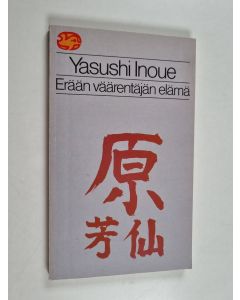 Yasushi Inoue
Erään väärentäjän elämä
原
芳仙